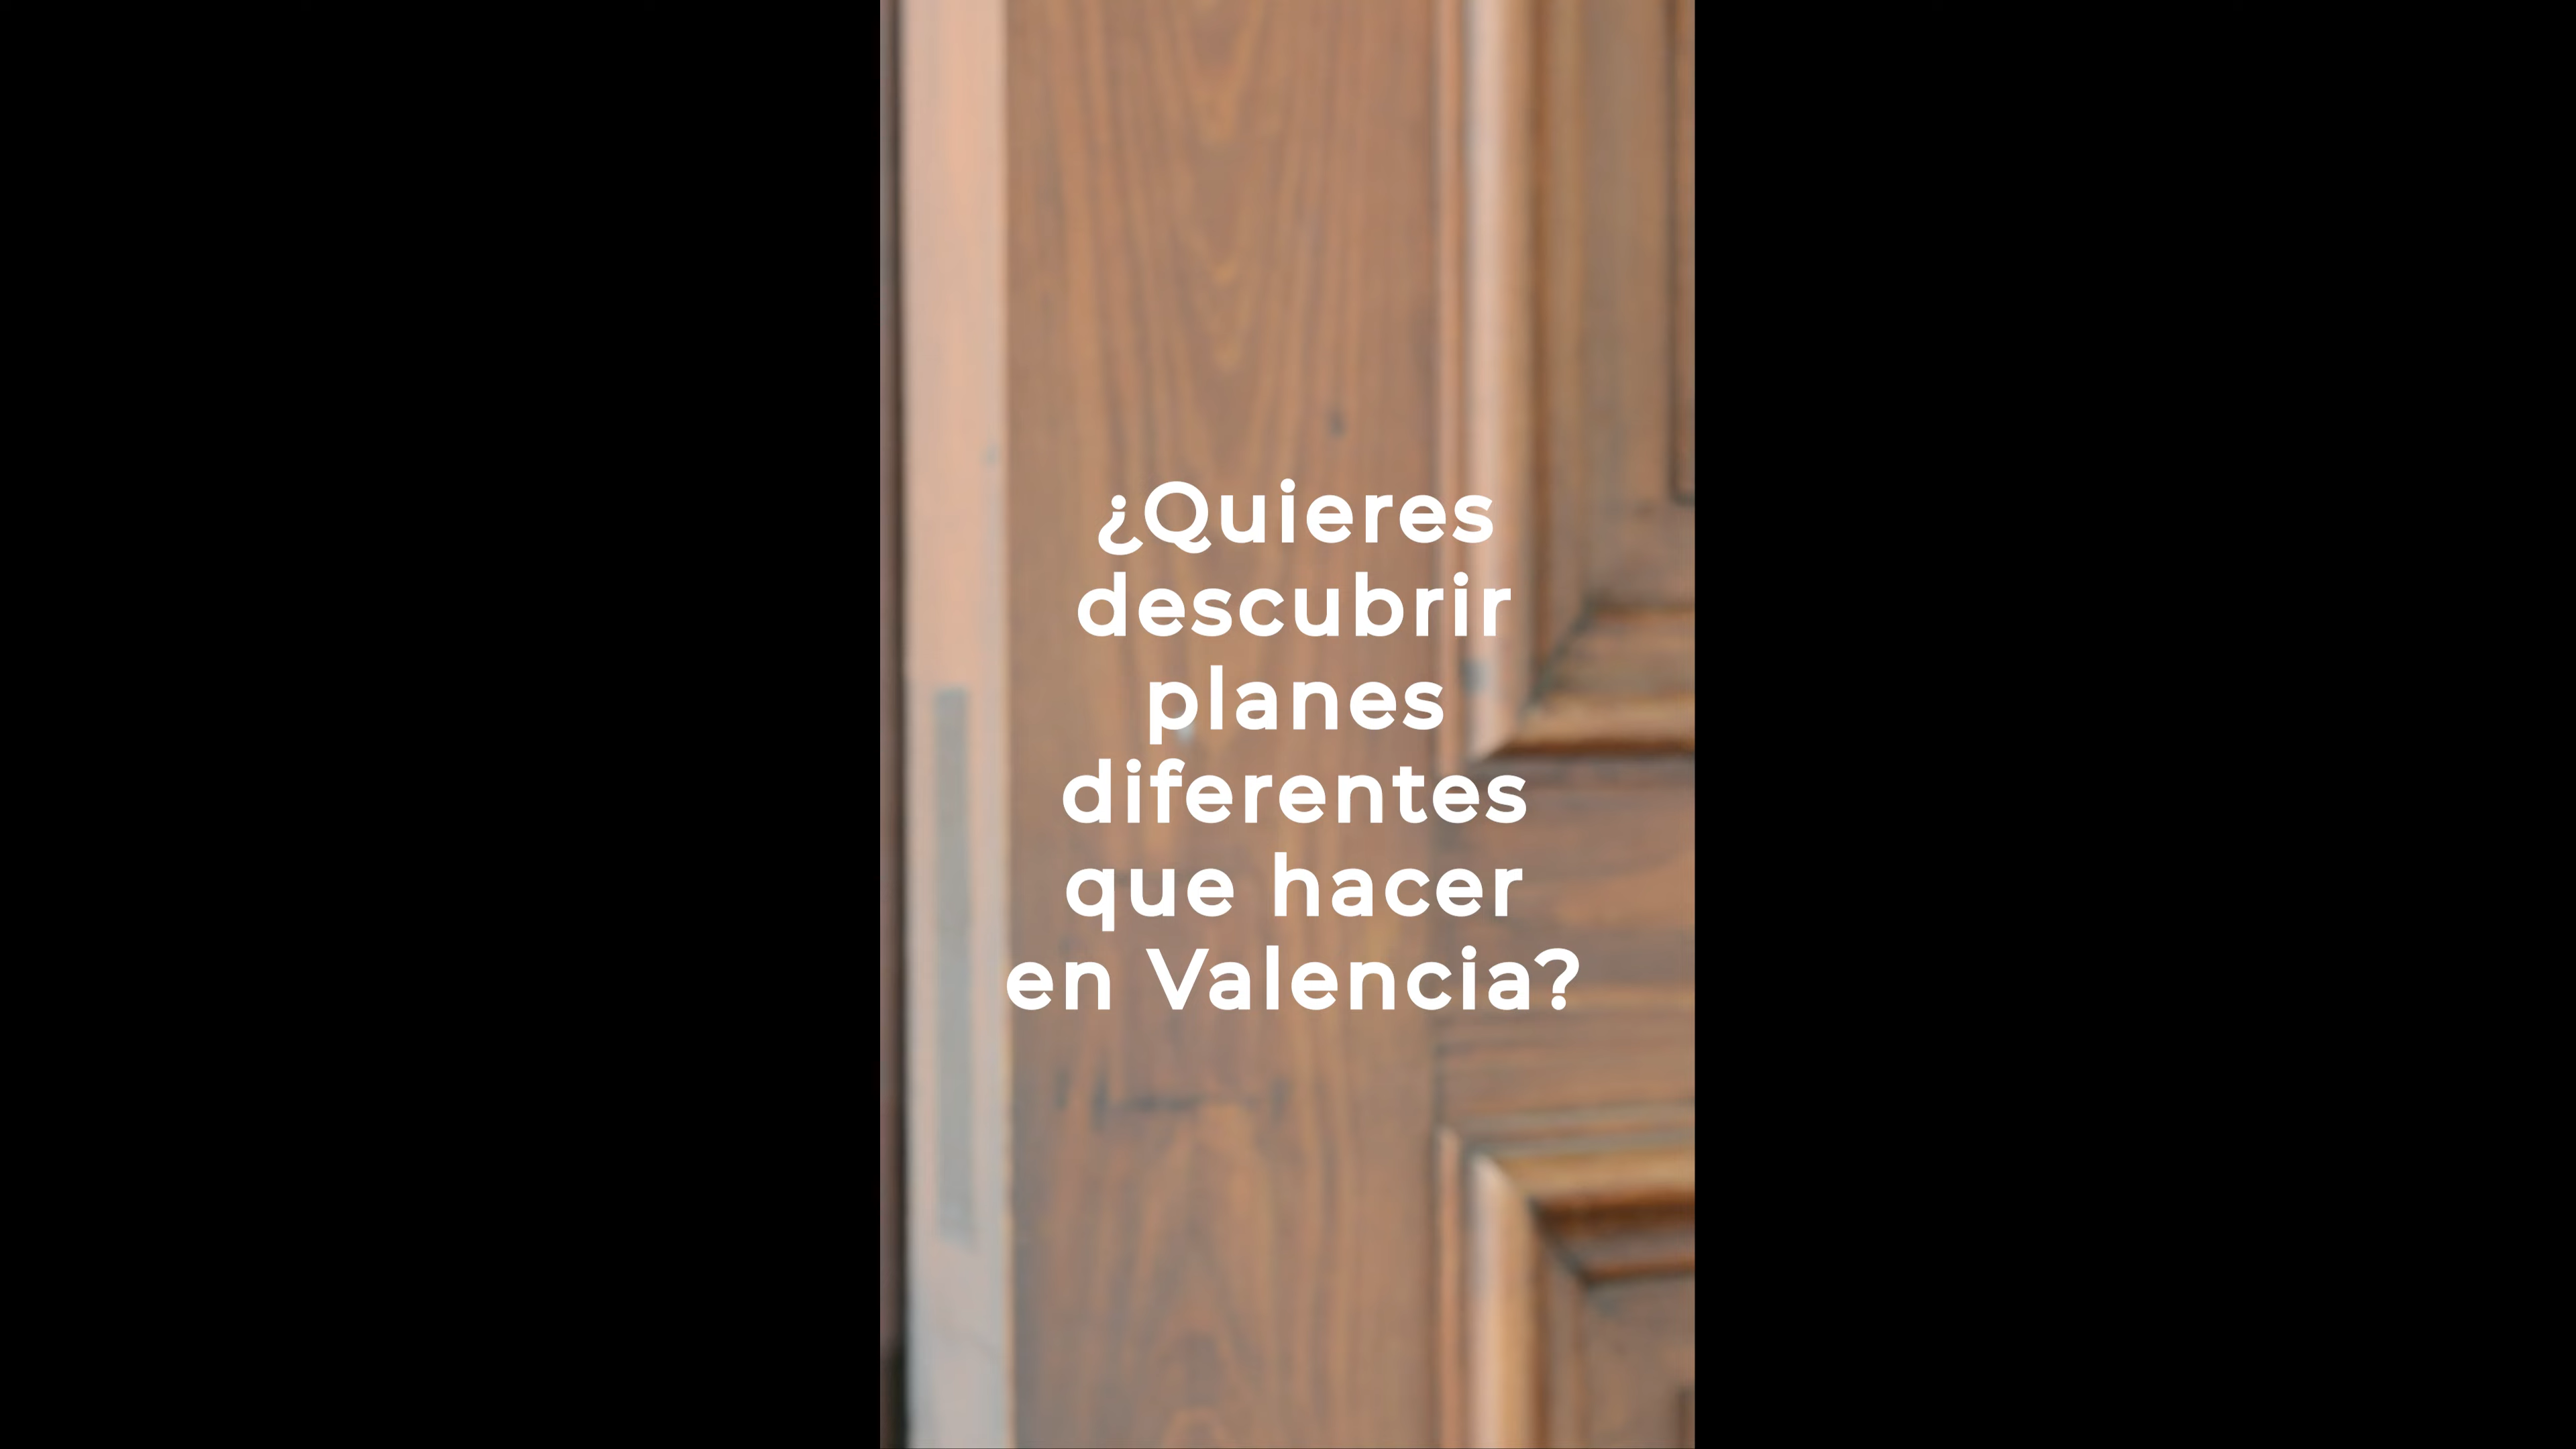 ¿Quieres
descubrir
planes
diferentes
que hacer
en Valencia?